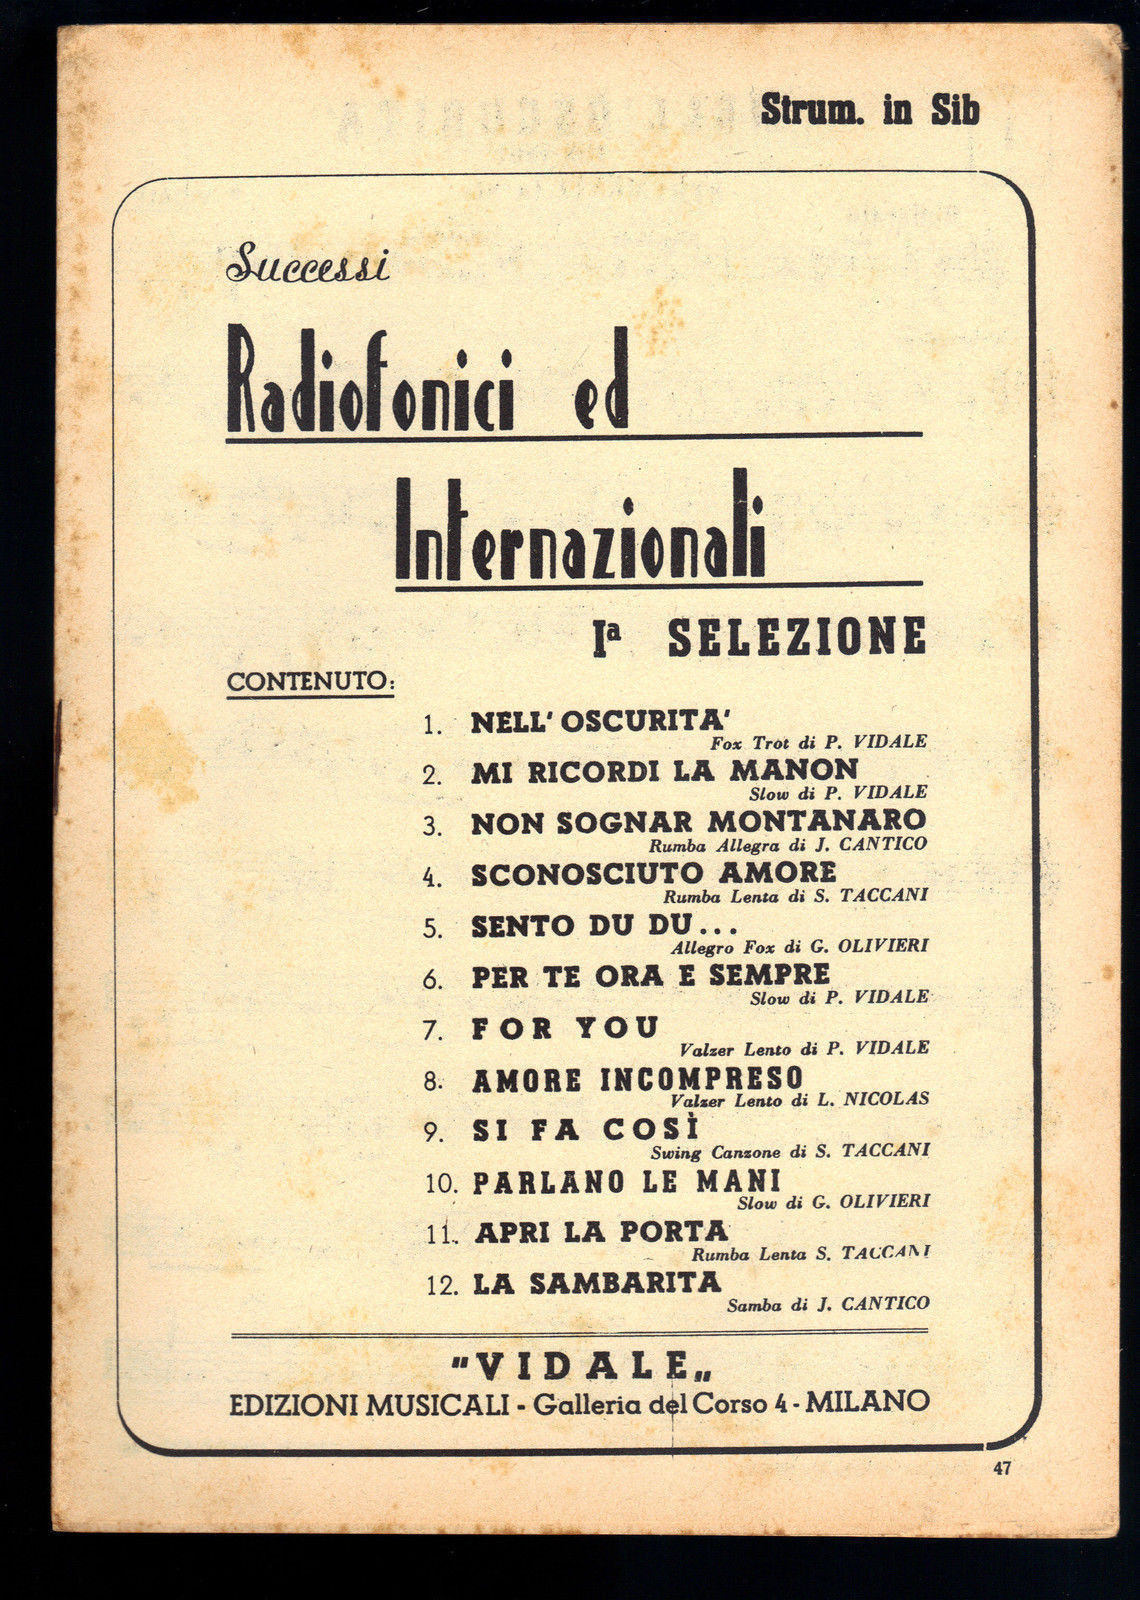 Strum. in Sib
Successi
Radiofonici ed
Internazionali
Iª SELEZIONE
CONTENUTO:
1. NELL' OSCURITA'
Fox Trot di P. VIDALE
2. MI RICORDI LA MANON
Slow di P. VIDALE
3. NON SOGNAR MONTANARO
Rumba Allegra di J. CANTICO
4. SCONOSCIUTO AMORE
Rumba Lenta di S. TACCANI
5. SENTO DU DU...
Allegro Fox di G. OLIVIERI
6. PER TE ORA E SEMPRE
Slow di P. VIDALE
7. FOR YOU
Valzer Lento di P. VIDALE
8. AMORE INCOMPRESO
Valzer Lento di L. NICOLAS
9. SI FA COSÌ
Swing Canzone di S. TACCANI
10. PARLANO LE MANI
Slow di G. OLIVIERI
11. APRI LA PORTA
Rumba Lenta S. TACCANI
12. LA SAMBARITA
Samba di J. CANTICO
"VIDALE„
EDIZIONI MUSICALI - Galleria del Corso 4 - MILANO
47